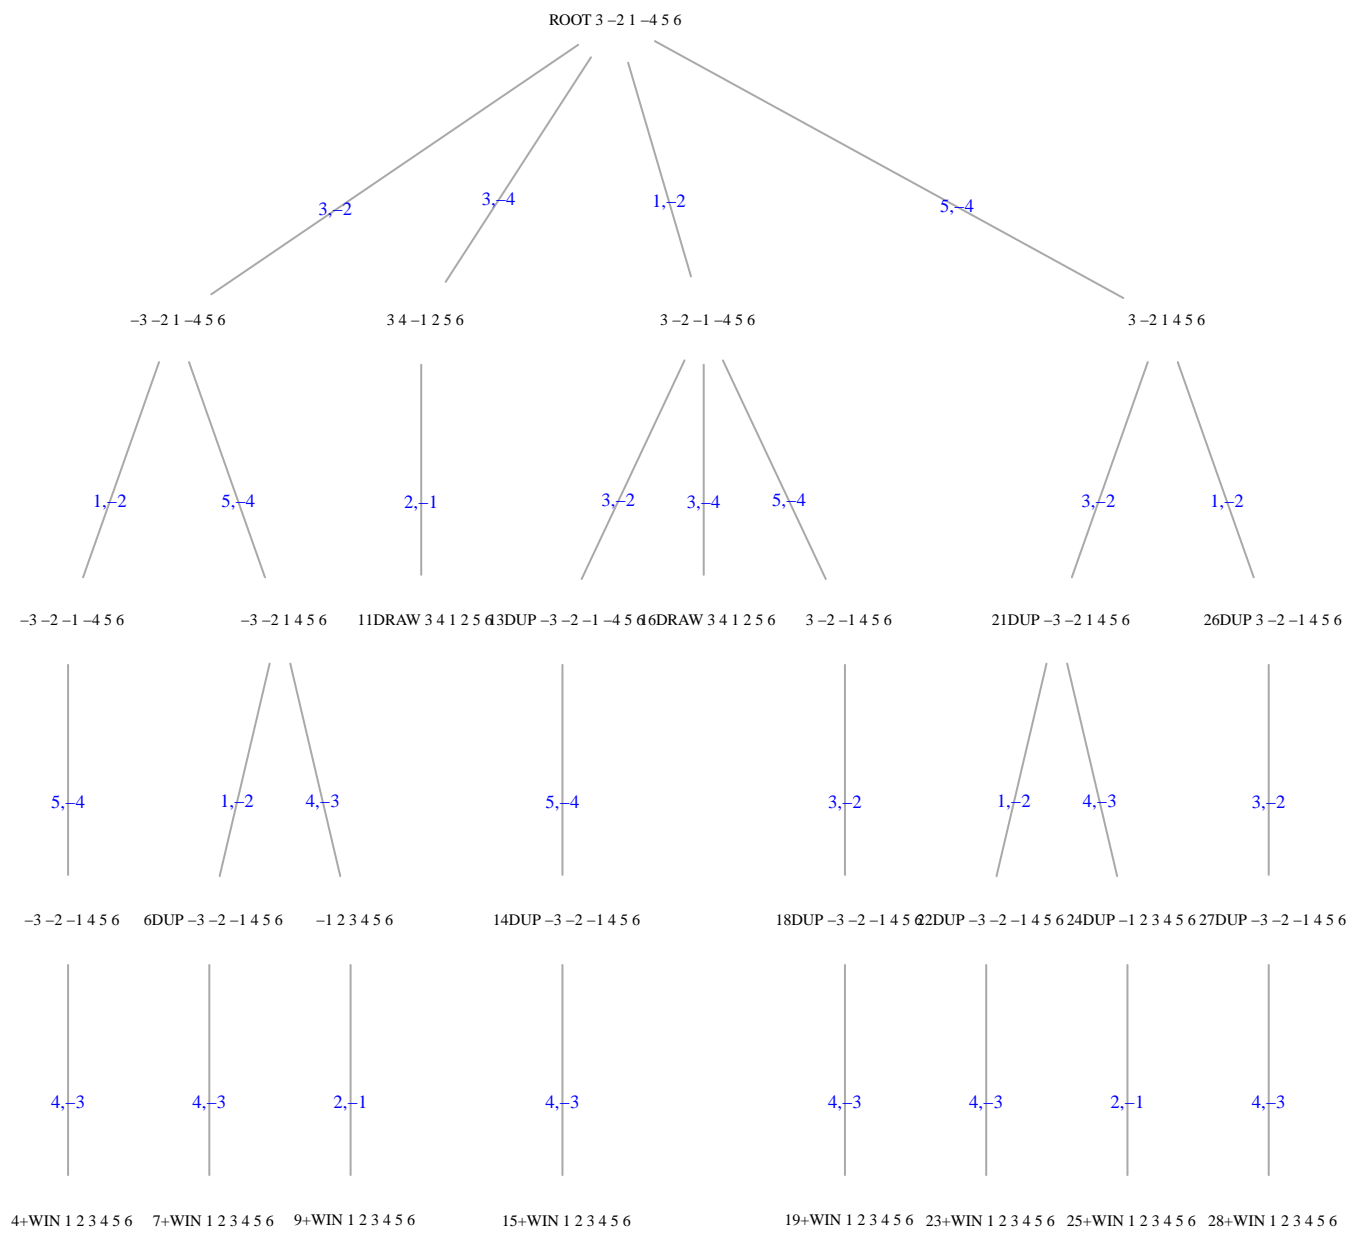 ROOT 3 −2 1 −4 5 6
3,−2 3,−4 1,−2 5,−4
−3 −2 1 −4 5 6 3 4 −1 2 5 6 3 −2 −1 −4 5 6 3 −2 1 4 5 6
1,−2 5,−4 2,−1 3,−2 3,−4 5,−4 3,−2 1,−2
−3 −2 −1 −4 5 6 −3 −2 1 4 5 6 11DRAW 3 4 1 2 5 6 13DUP −3 −2 −1 −4 5 6 16DRAW 3 4 1 2 5 6 3 −2 −1 4 5 6 21DUP −3 −2 1 4 5 6 26DUP 3 −2 −1 4 5 6
5,−4 1,−2 4,−3 5,−4 3,−2 1,−2 4,−3 3,−2
−3 −2 −1 4 5 6 6DUP −3 −2 −1 4 5 6 −1 2 3 4 5 6 14DUP −3 −2 −1 4 5 6 18DUP −3 −2 −1 4 5 6 22DUP −3 −2 −1 4 5 6 24DUP −1 2 3 4 5 6 27DUP −3 −2 −1 4 5 6
4,−3 4,−3 2,−1 4,−3 4,−3 4,−3 2,−1 4,−3
4+WIN 1 2 3 4 5 6 7+WIN 1 2 3 4 5 6 9+WIN 1 2 3 4 5 6 15+WIN 1 2 3 4 5 6 19+WIN 1 2 3 4 5 6 23+WIN 1 2 3 4 5 6 25+WIN 1 2 3 4 5 6 28+WIN 1 2 3 4 5 6